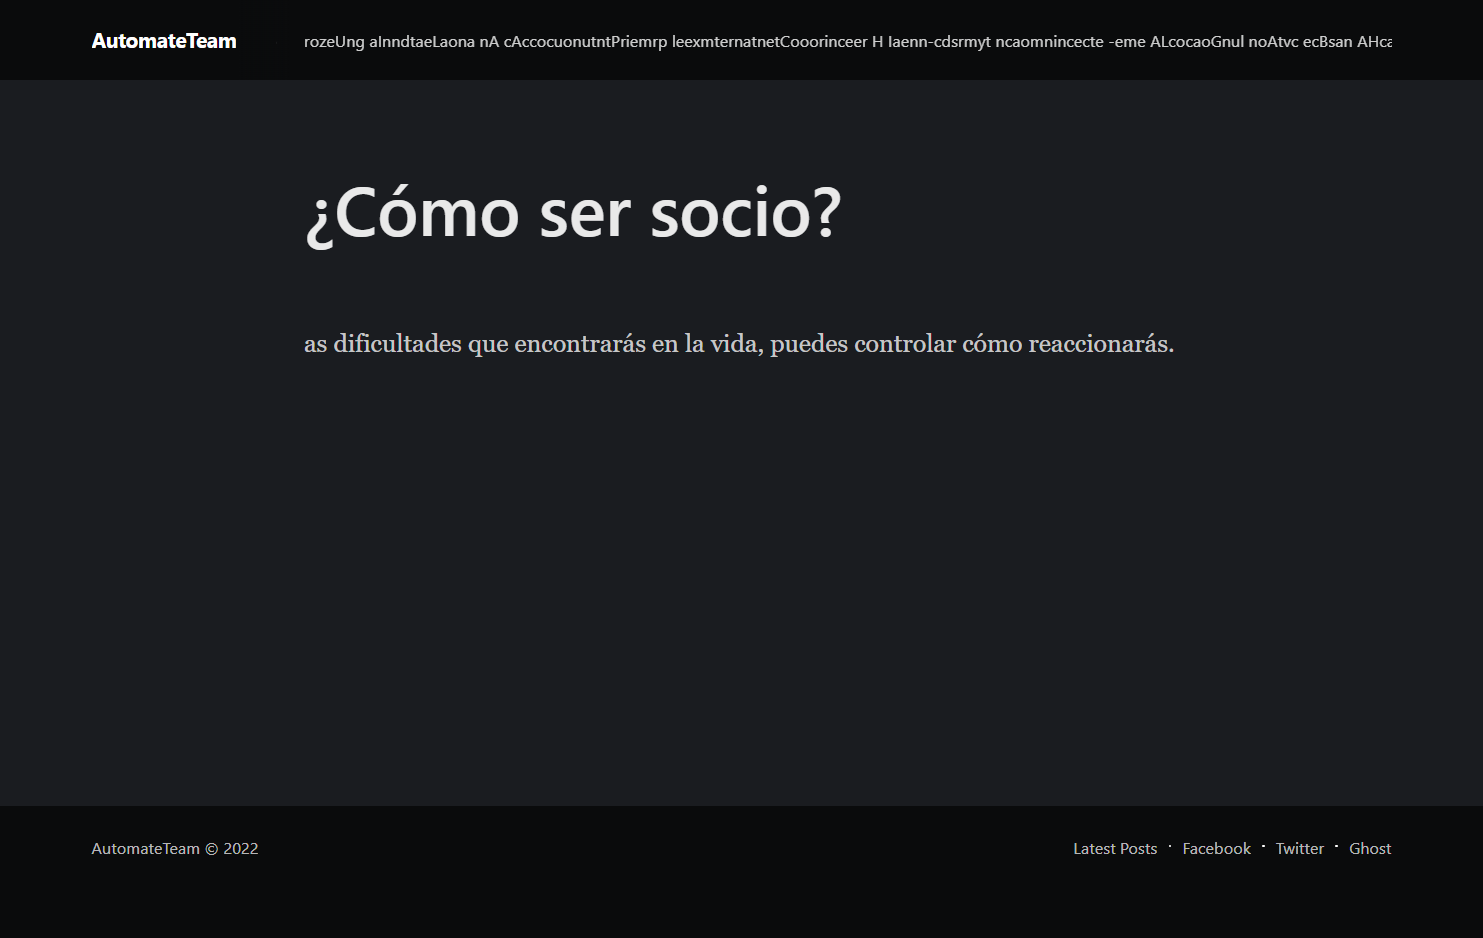 AutomateTeam
rozeUng aInndtaeLaona nA cAccocuonutntPriemrp leexmternatnetCooorinceer H Iaenn-cdsrmyt ncaomnincecte -eme ALcocaoGnul noAtvc ecBsan AHca
¿Cómo ser socio?
as dificultades que encontrarás en la vida, puedes controlar cómo reaccionarás.
AutomateTeam © 2022
Latest Posts · Facebook · Twitter · Ghost